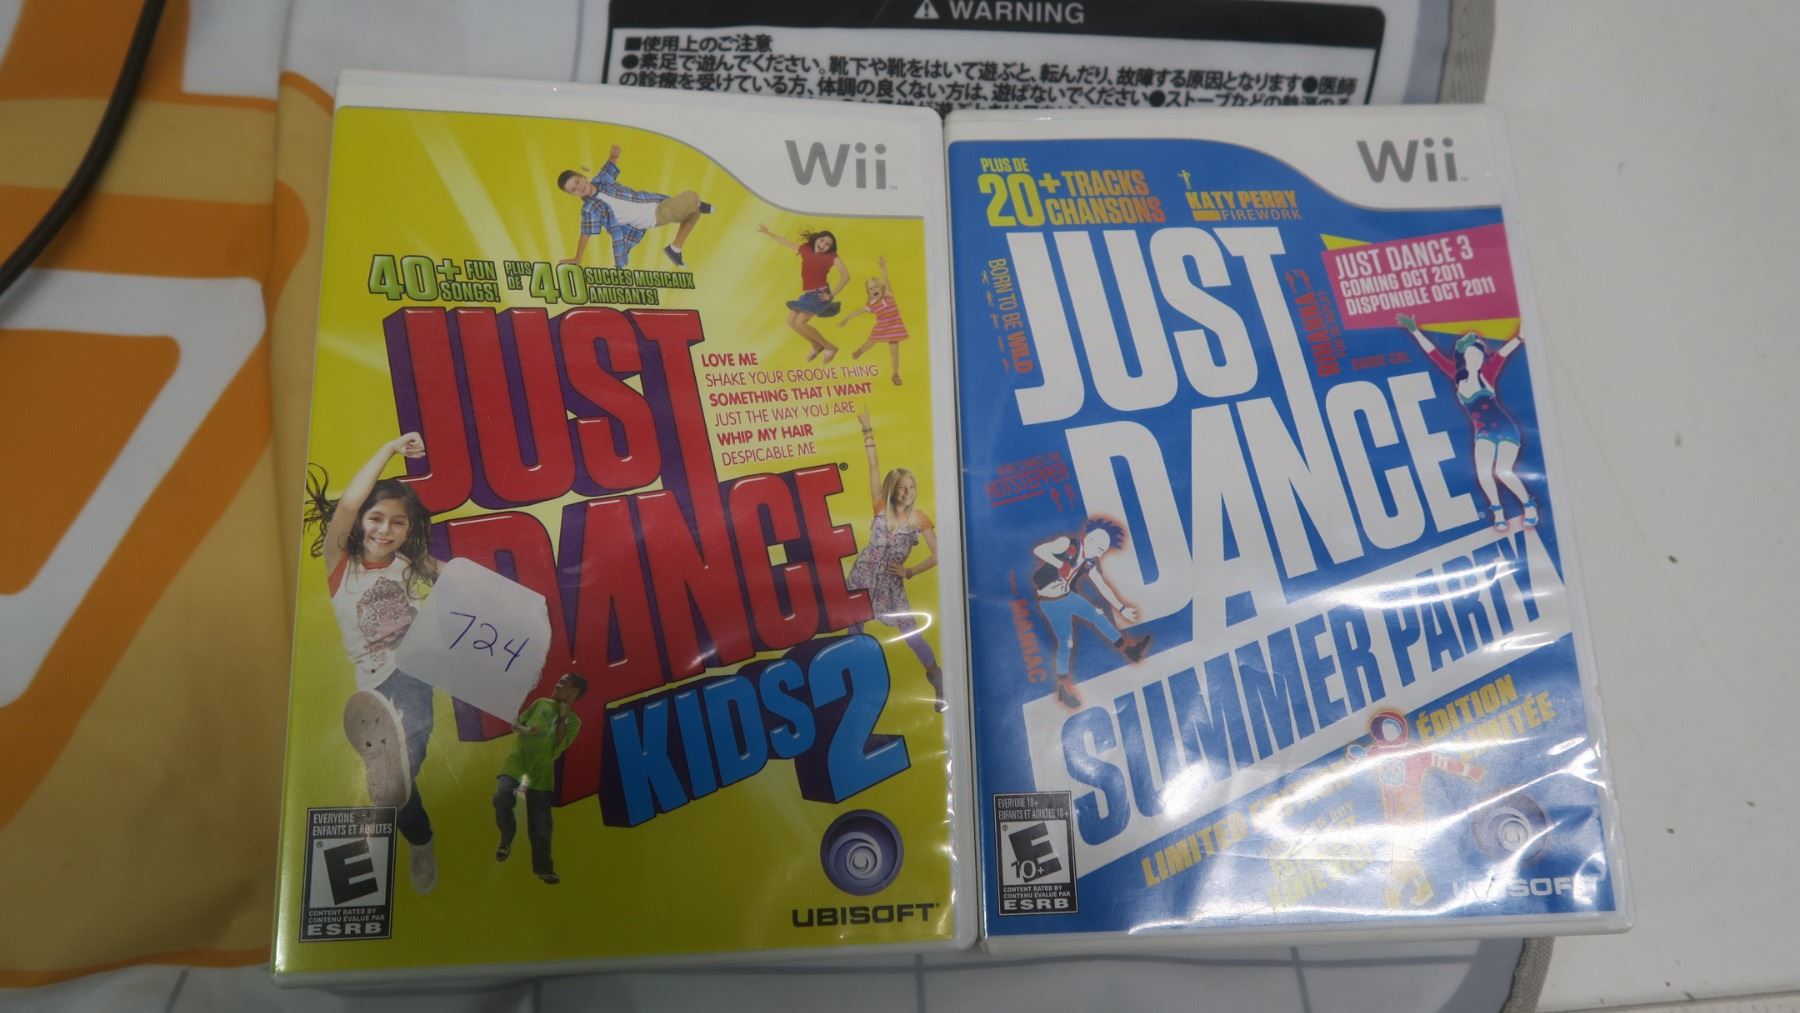 ⚠ WARNING
■使用上のご注意
●素足で遊んでください。靴下や靴をはいて遊ぶと、転んだり、故障する原因となります●医師
の診療を受けている方、体調の良くない方は、遊ばないでください●ストーブなどの
Wii
40+ FUN SONGS!
PLUS DE 40 SUCCÈS MUSICAUX AMUSANTS!
JUST
DANCE
KIDS 2
LOVE ME
SHAKE YOUR GROOVE THING
SOMETHING THAT I WANT
JUST THE WAY YOU ARE
WHIP MY HAIR
DESPICABLE ME
724
EVERYONE
ENFANTS ET ADULTES
E
CONTENT RATED BY
CONTENU ÉVALUÉ PAR
ESRB
UBISOFT
Wii
PLUS DE
20+ TRACKS
CHANSONS
KATY PERRY
FIREWORK
JUST
DANCE
SUMMER PARTY
JUST DANCE 3
COMING OCT 2011
DISPONIBLE OCT 2011
BORN TO BE WILD
RIHANNA
BARBIE GIRL
HOTSTEPPER
MANIAC
ÉDITION
LIMITÉE
LIMITED
EVERYONE 10+
ENFANTS ET ADULTES 10+
E
10+
CONTENT RATED BY
CONTENU ÉVALUÉ PAR
ESRB
UBISOFT